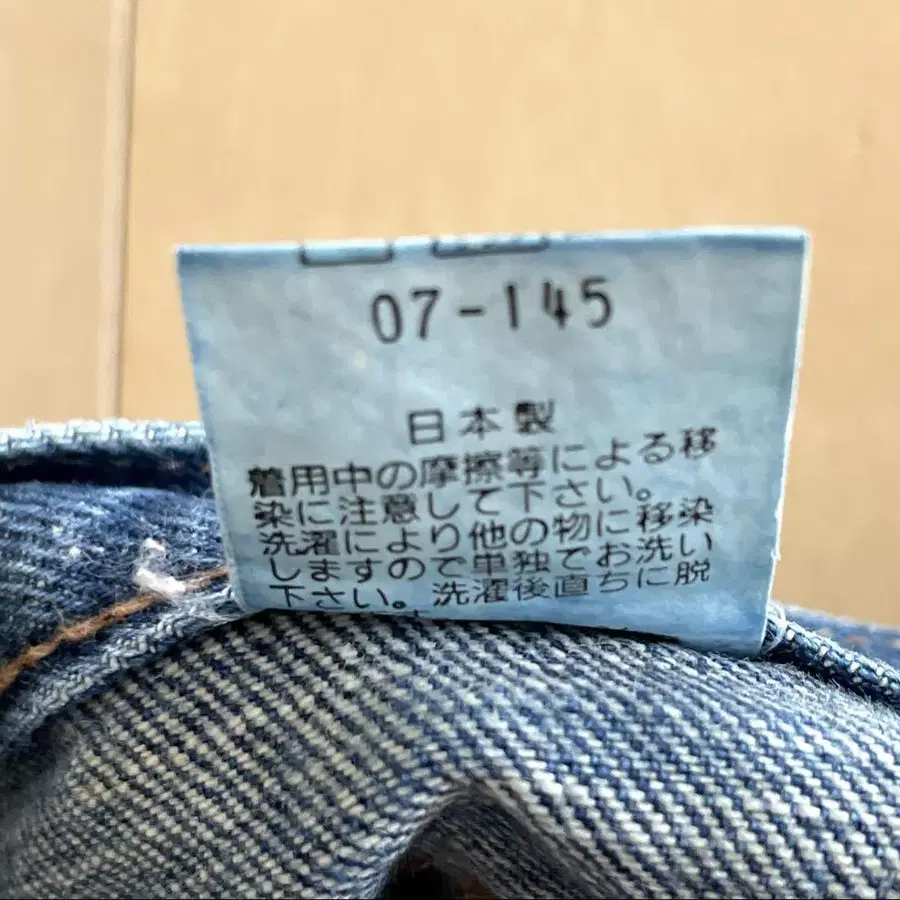 07-145
日本製
着用中の摩擦等による移
染に注意して下さい。
洗濯により他の物に移染
しますので単独でお洗い
下さい。洗濯後直ちに脱